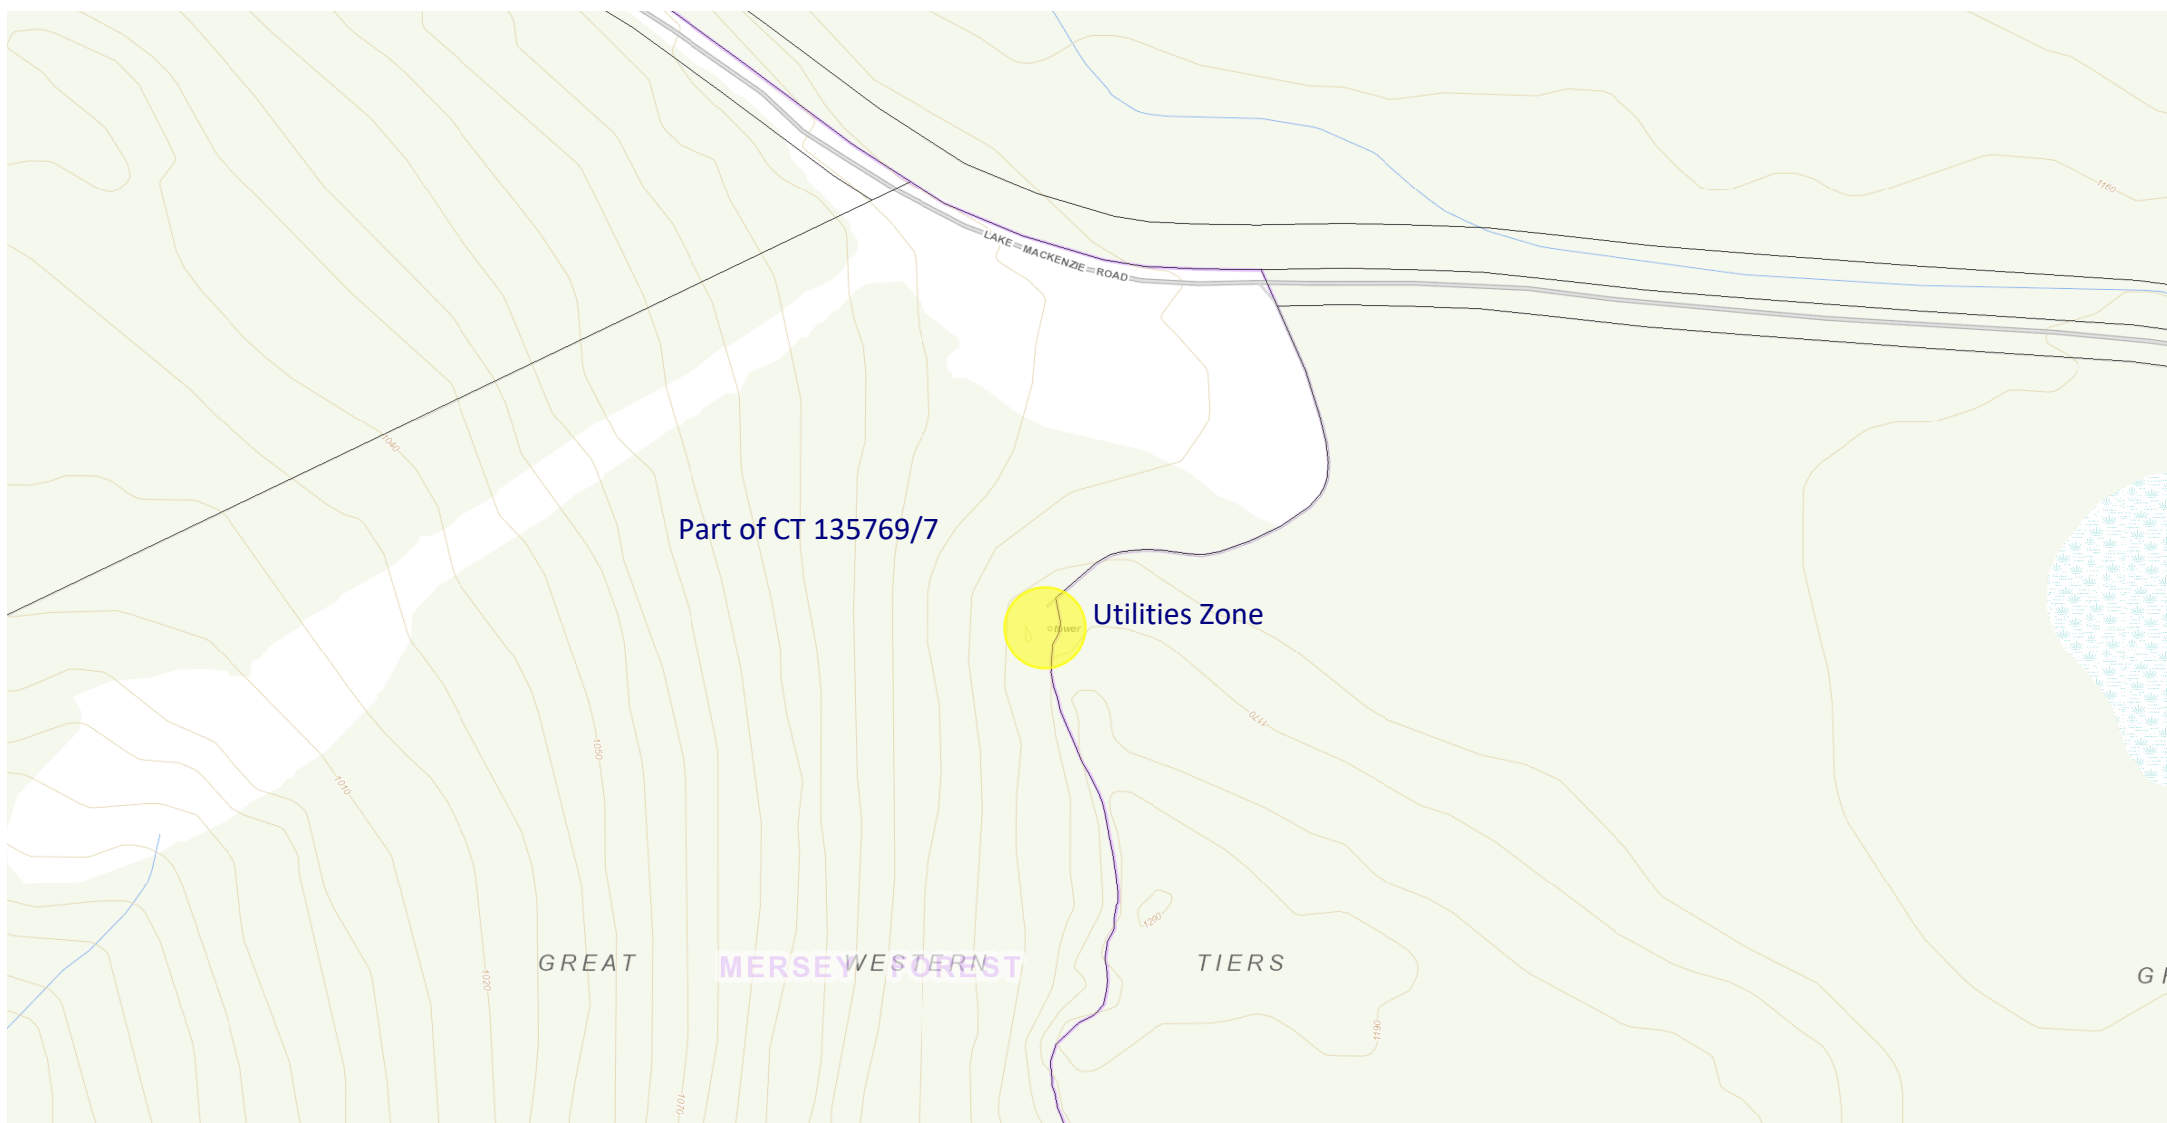 1160
LAKE MACKENZIE ROAD
1040
Part of CT 135769/7
Utilities Zone
tower
1170
1050
1010
1200
GREAT WESTERN TIERS
MERSEY FOREST
G
1020
1190
1070